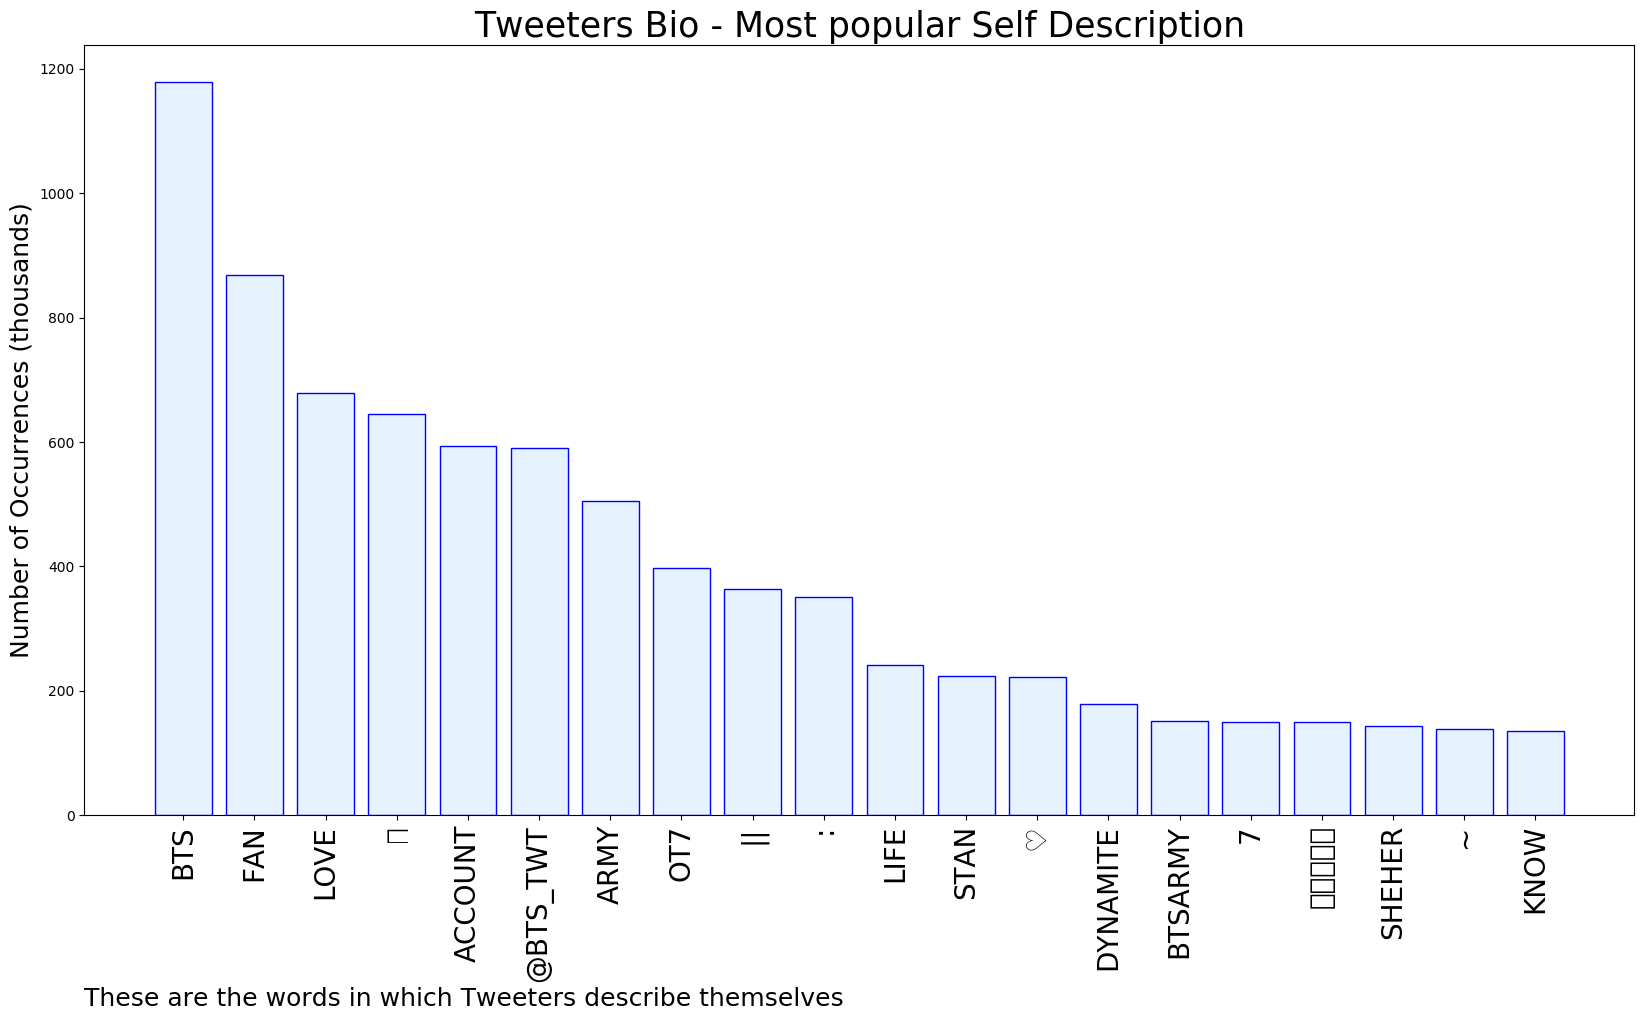 Tweeters Bio - Most popular Self Description
Number of Occurrences (thousands)
1200
1000
800
600
400
200
0
BTS
FAN
LOVE
ACCOUNT
@BTS_TWT
ARMY
OT7
||
:
LIFE
STAN
♡
DYNAMITE
BTSARMY
7
SHEHER
~
KNOW
These are the words in which Tweeters describe themselves